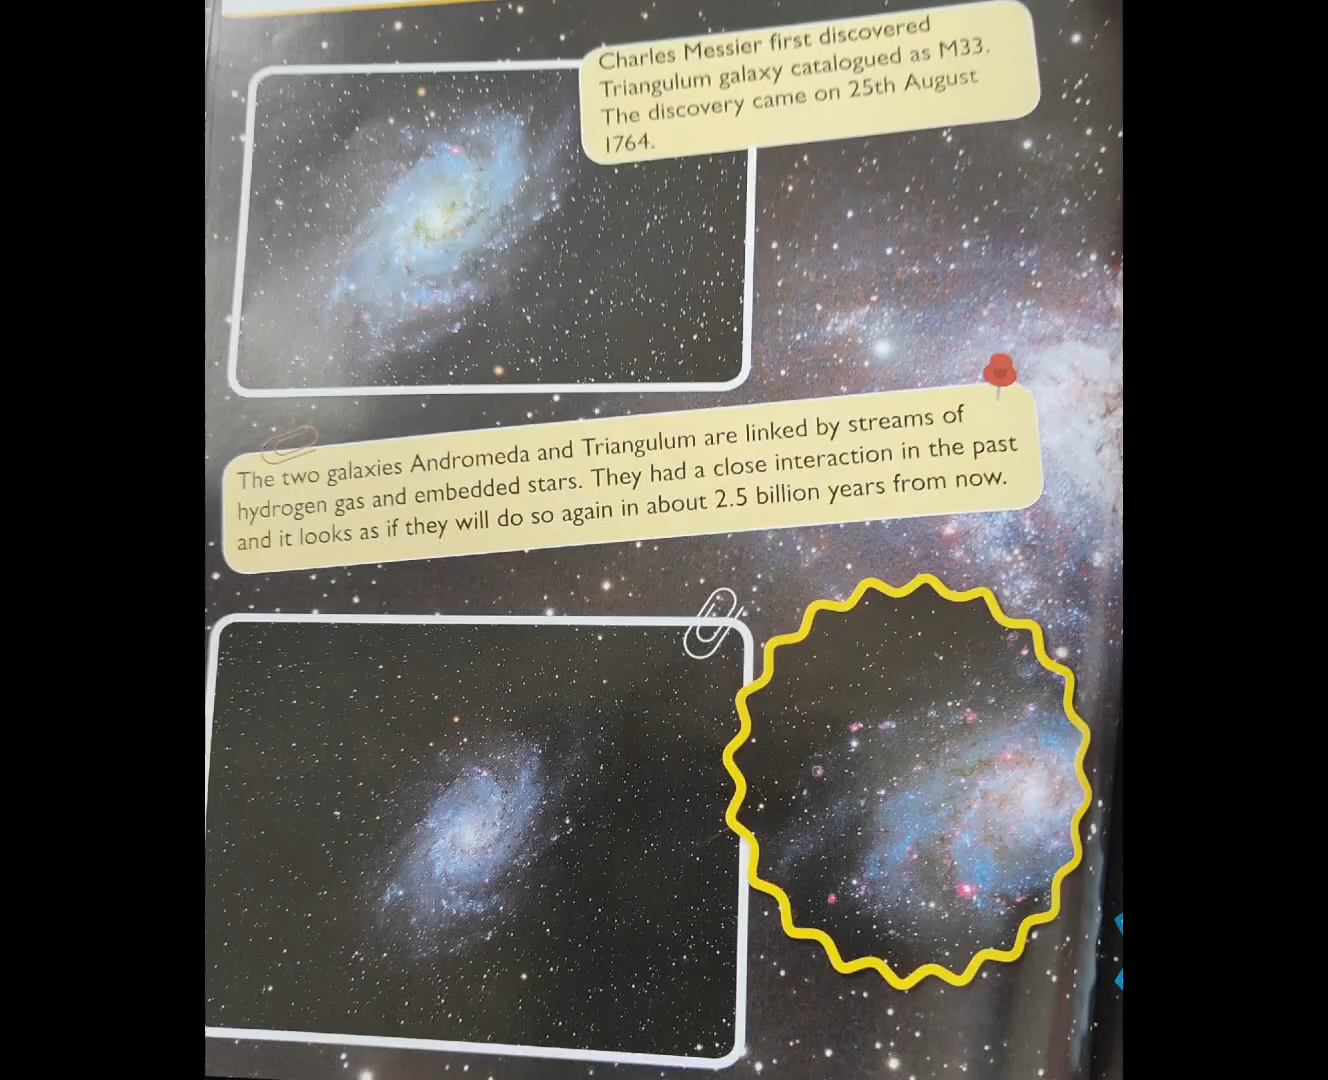 Charles Messier first discovered
Triangulum galaxy catalogued as M33.
The discovery came on 25th August
1764.
The two galaxies Andromeda and Triangulum are linked by streams of
hydrogen gas and embedded stars. They had a close interaction in the past
and it looks as if they will do so again in about 2.5 billion years from now.